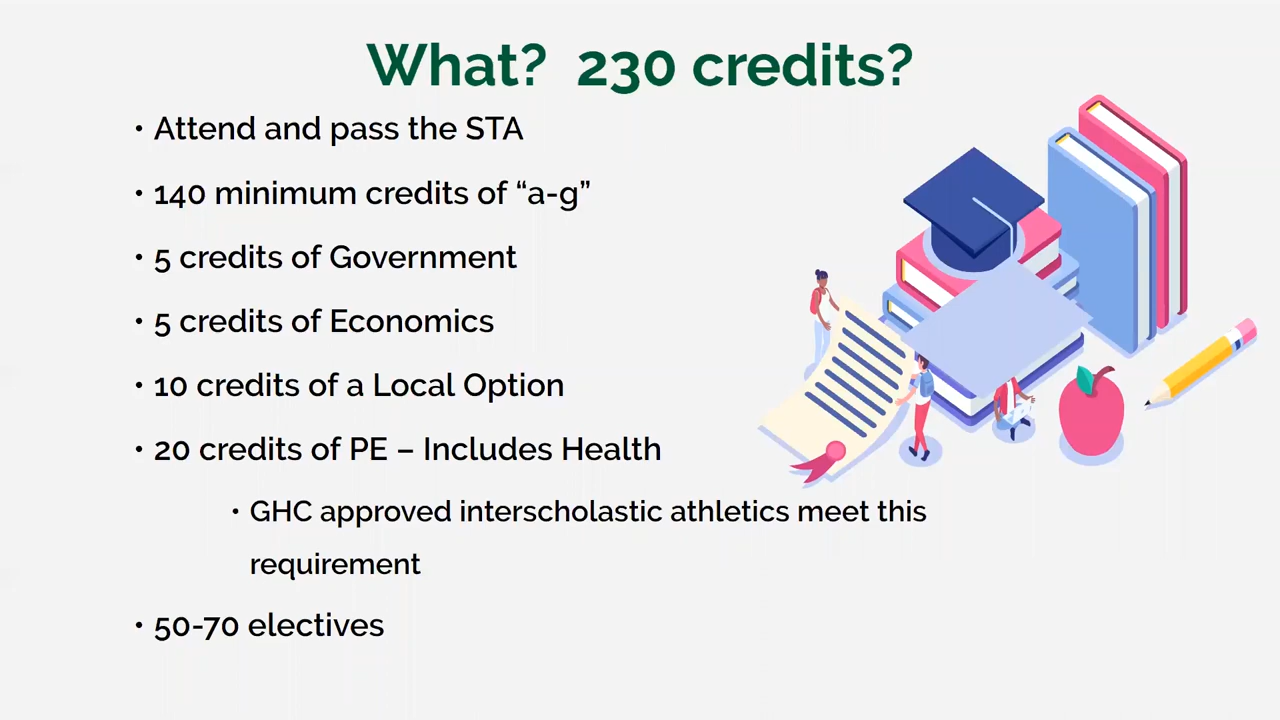 What? 230 credits?
• Attend and pass the STA
• 140 minimum credits of “a-g”
• 5 credits of Government
• 5 credits of Economics
• 10 credits of a Local Option
• 20 credits of PE – Includes Health
• GHC approved interscholastic athletics meet this
requirement
• 50-70 electives